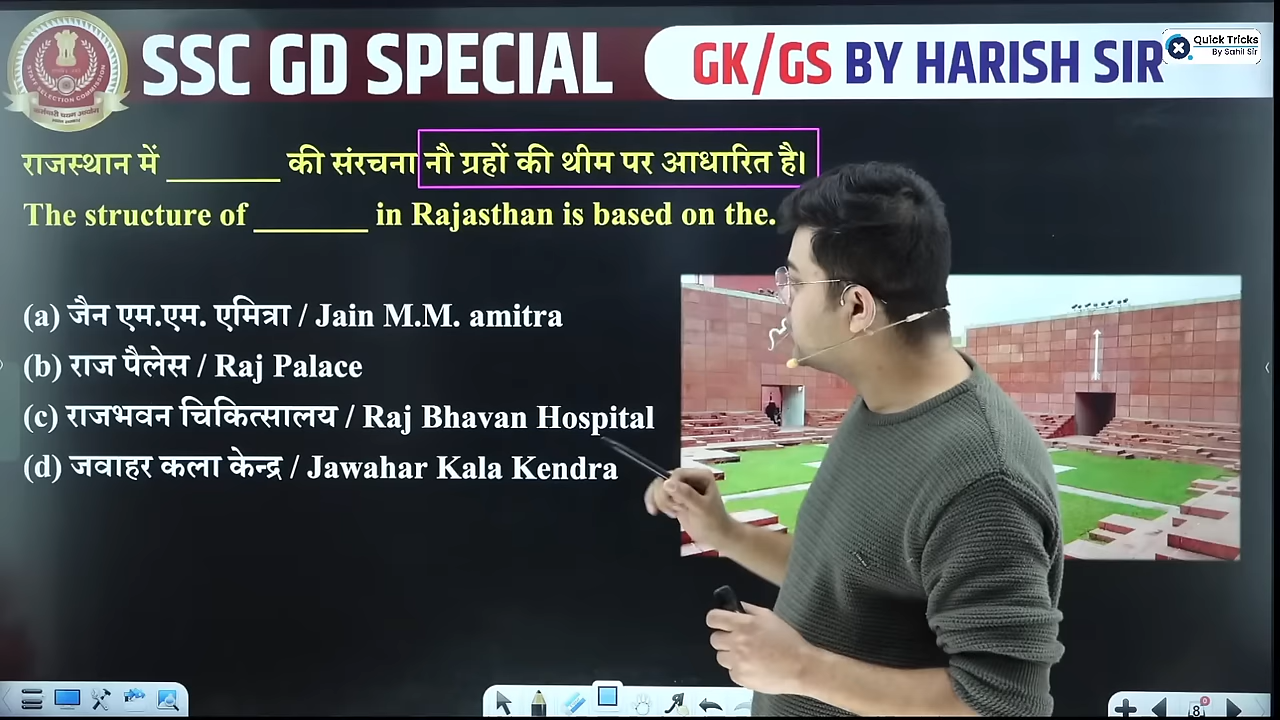 SSC GD SPECIAL
GK/GS BY HARISH SIR
Quick Tricks
By Sahil Sir
राजस्थान में _______ की संरचना नौ ग्रहों की थीम पर आधारित है।
The structure of _______ in Rajasthan is based on the.
(a) जैन एम.एम. एमित्रा / Jain M.M. amitra
(b) राज पैलेस / Raj Palace
(c) राजभवन चिकित्सालय / Raj Bhavan Hospital
(d) जवाहर कला केन्द्र / Jawahar Kala Kendra
8